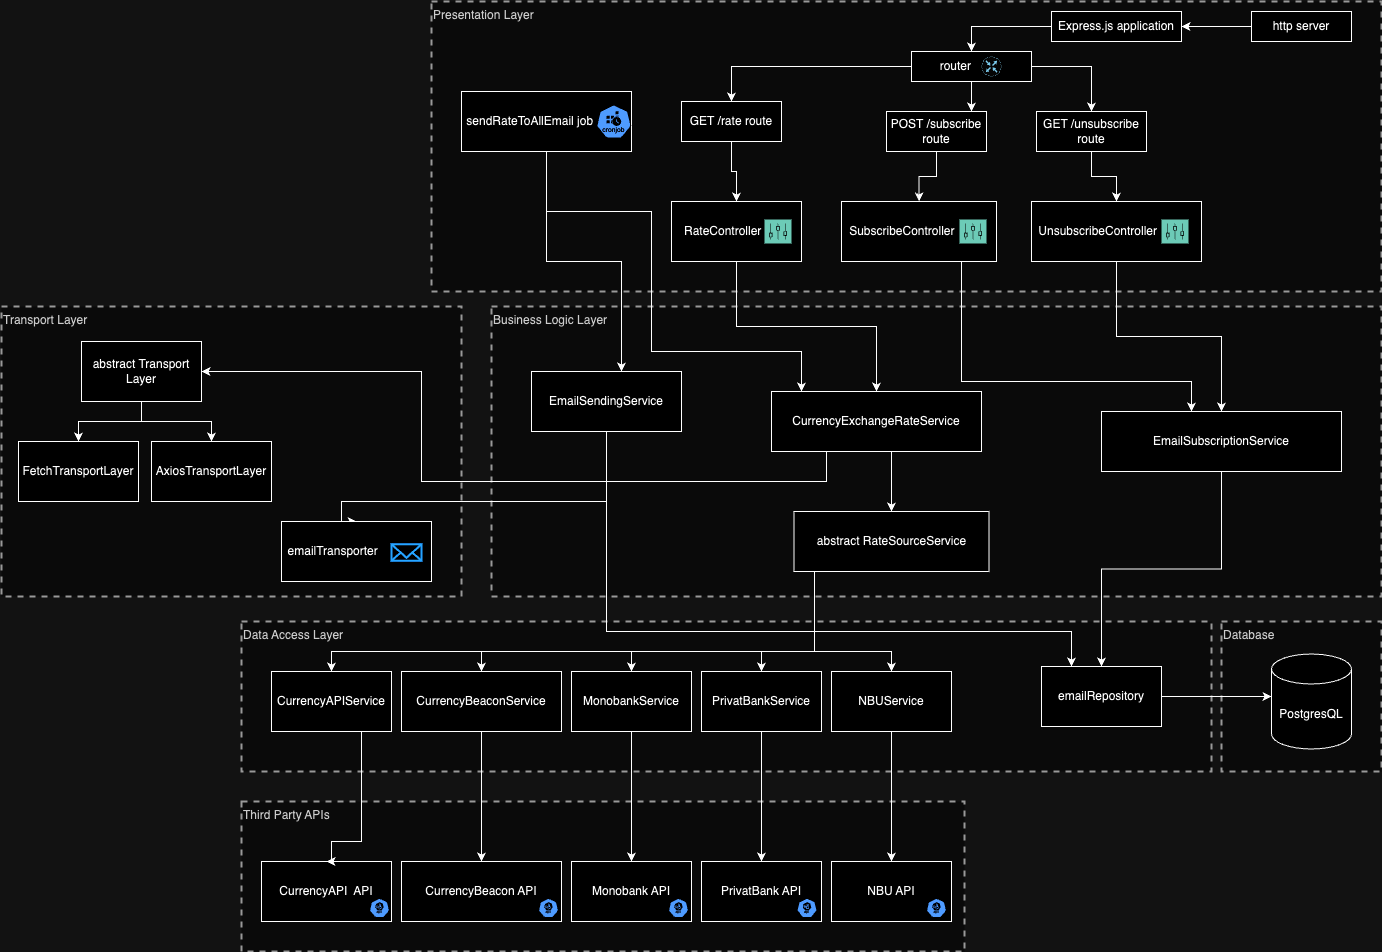 Presentation Layer
Express.js application
http server
router
sendRateToAllEmail job
cronjob
GET /rate route
POST /subscribe
route
GET /unsubscribe
route
RateController
SubscribeController
UnsubscribeController
Transport Layer
abstract Transport
Layer
FetchTransportLayer
AxiosTransportLayer
emailTransporter
Business Logic Layer
EmailSendingService
CurrencyExchangeRateService
EmailSubscriptionService
abstract RateSourceService
Data Access Layer
CurrencyAPIService
CurrencyBeaconService
MonobankService
PrivatBankService
NBUService
emailRepository
Database
PostgresQL
Third Party APIs
CurrencyAPI  API
CurrencyBeacon API
Monobank API
PrivatBank API
NBU API